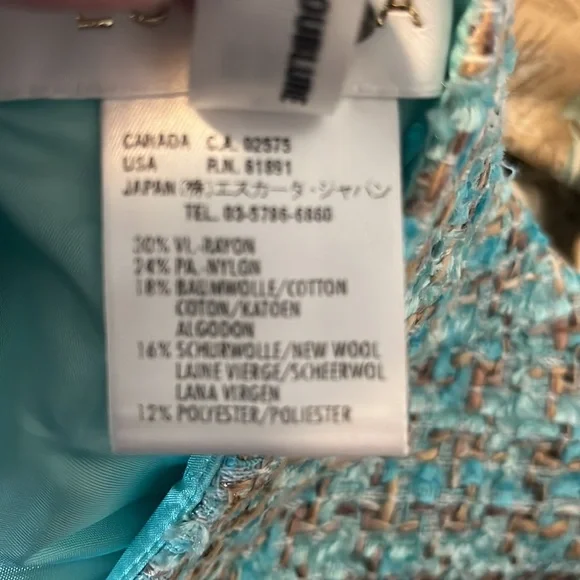 CANADA C.A. 02575
USA R.N. 81891
JAPAN (株)エスカータ・ジャパン
TEL. 03-5786-6860
30% VI.-RAYON
24% PA.-NYLON
18% BAUMWOLLE/COTTON
COTON/KATOEN
ALGODON
16% SCHURWOLLE/NEW WOOL
LAINE VIERGE/SCHEERWOL
LANA VIRGEN
12% POLYESTER/POLIESTER